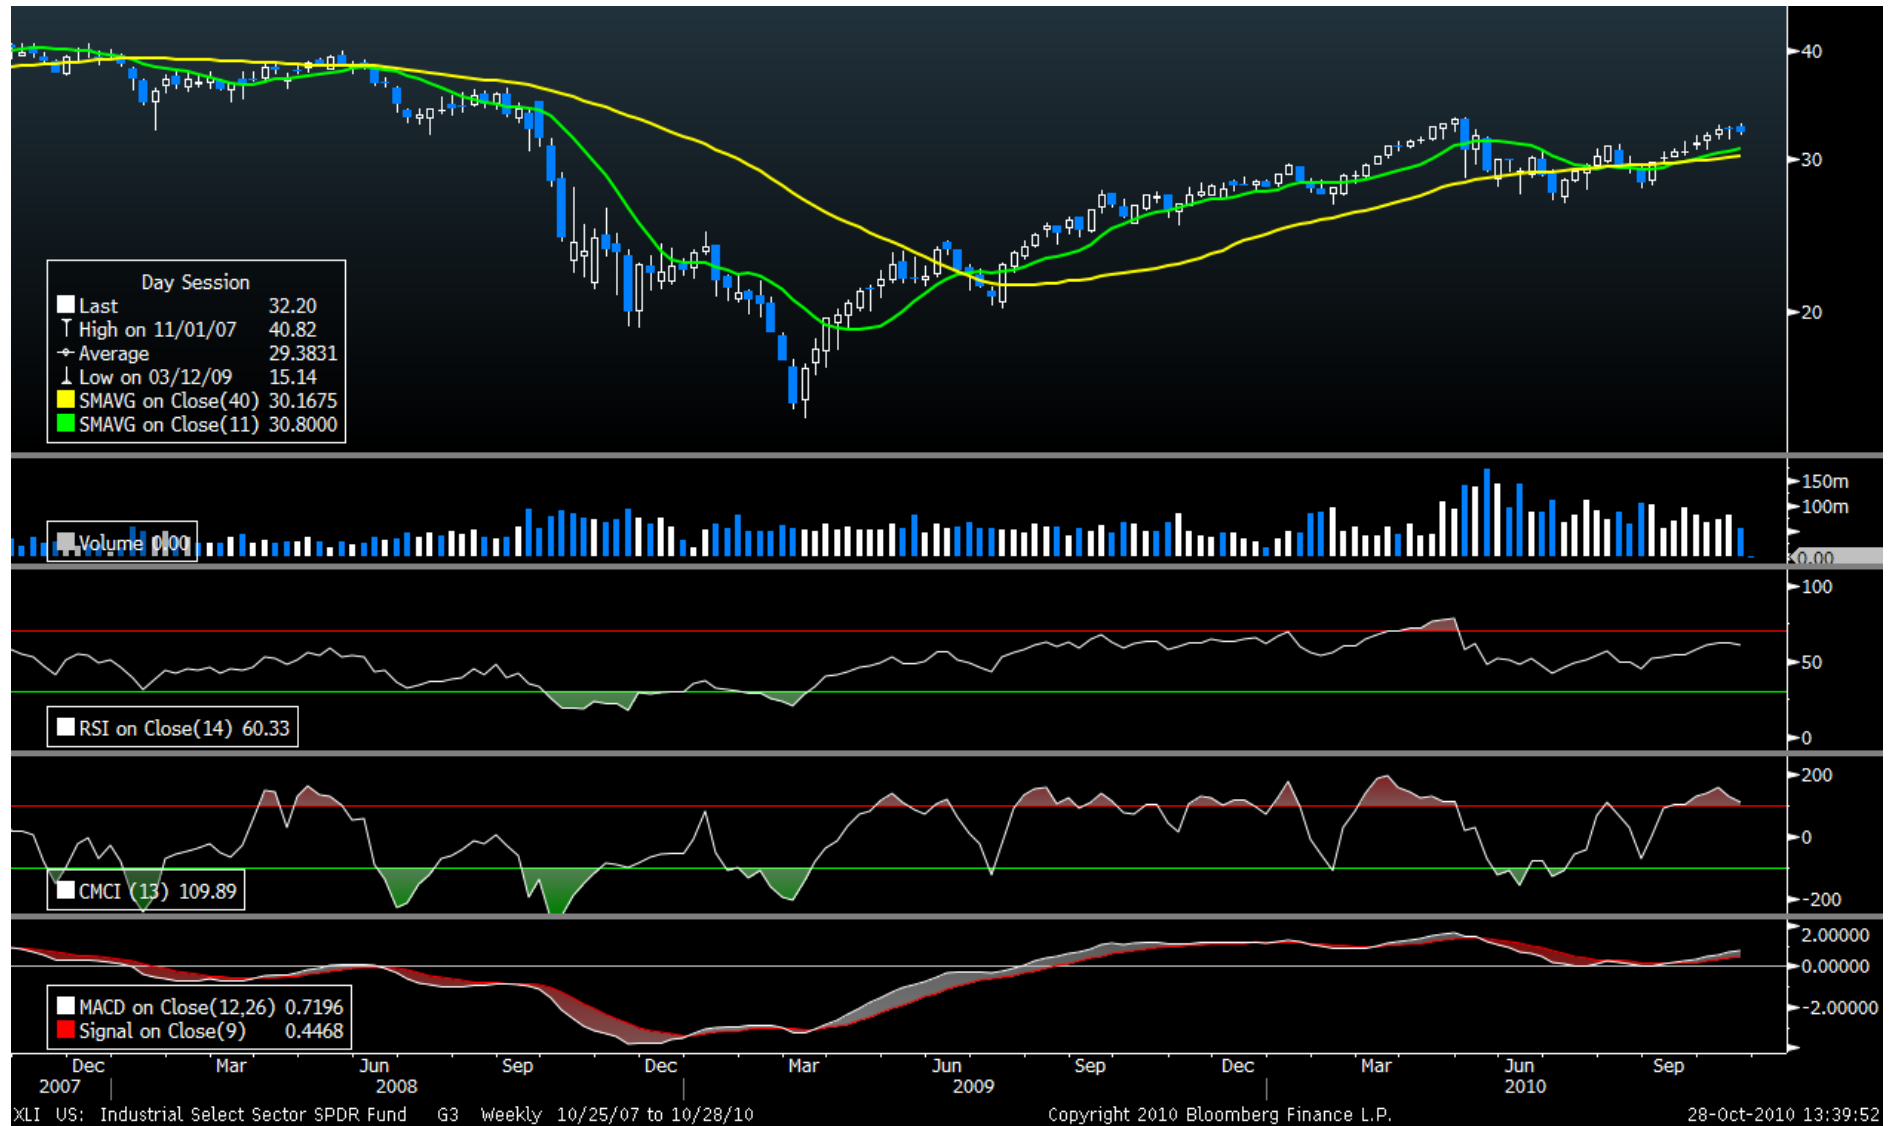 40
30
20
Day Session
Last 32.20
High on 11/01/07 40.82
Average 29.3831
Low on 03/12/09 15.14
SMAVG on Close(40) 30.1675
SMAVG on Close(11) 30.8000
150m
100m
0.00
Volume 0.00
100
50
0
RSI on Close(14) 60.33
200
0
-200
CMCI (13) 109.89
2.00000
0.00000
-2.00000
MACD on Close(12,26) 0.7196
Signal on Close(9) 0.4468
Dec Mar Jun Sep Dec Mar Jun Sep Dec Mar Jun Sep
2007 2008 2009 2010
XLI US: Industrial Select Sector SPDR Fund G3 Weekly 10/25/07 to 10/28/10 Copyright 2010 Bloomberg Finance L.P. 28-Oct-2010 13:39:52